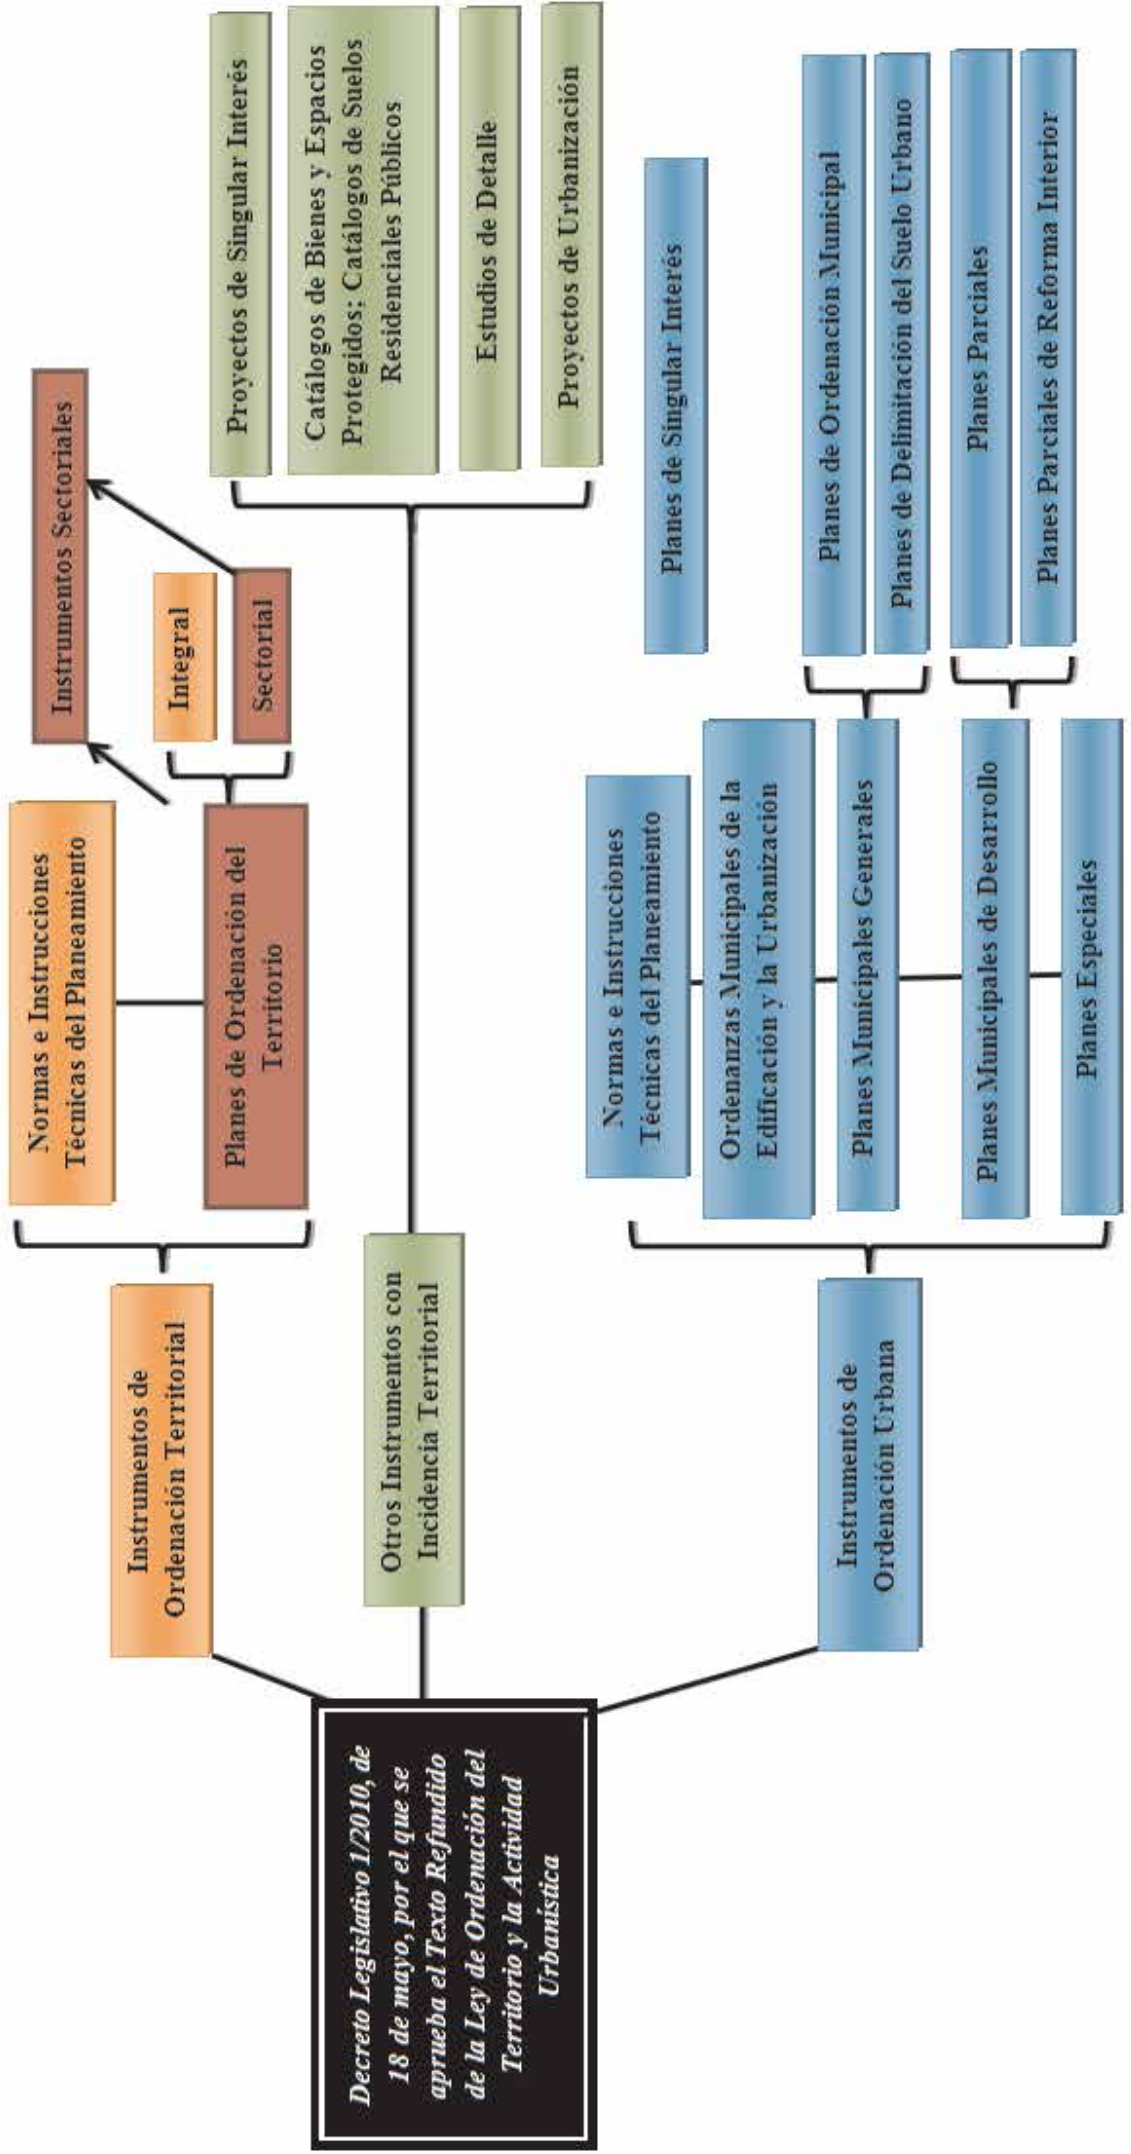 Decreto Legislativo 1/2010, de
18 de mayo, por el que se
aprueba el Texto Refundido
de la Ley de Ordenación del
Territorio y la Actividad
Urbanística
Instrumentos de
Ordenación Territorial
Normas e Instrucciones
Técnicas del Planeamiento
Planes de Ordenación del
Territorio
Instrumentos Sectoriales
Integral
Sectorial
Otros Instrumentos con
Incidencia Territorial
Proyectos de Singular Interés
Catálogos de Bienes y Espacios
Protegidos; Catálogos de Suelos
Residenciales Públicos
Estudios de Detalle
Proyectos de Urbanización
Instrumentos de
Ordenación Urbana
Normas e Instrucciones
Técnicas del Planeamiento
Ordenanzas Municipales de la
Edificación y la Urbanización
Planes Municipales Generales
Planes Municipales de Desarrollo
Planes Especiales
Planes de Singular Interés
Planes de Ordenación Municipal
Planes de Delimitación del Suelo Urbano
Planes Parciales
Planes Parciales de Reforma Interior